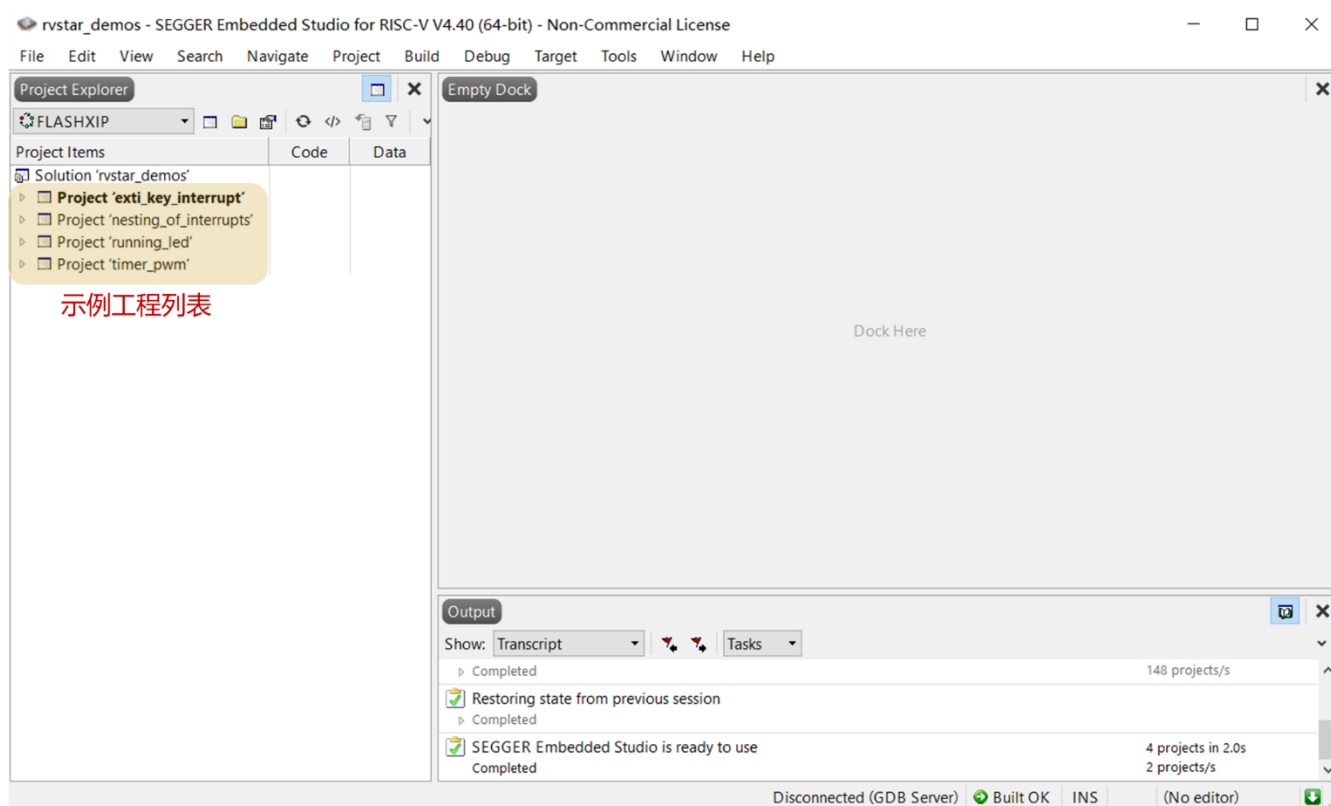 rvstar_demos - SEGGER Embedded Studio for RISC-V V4.40 (64-bit) - Non-Commercial License
File Edit View Search Navigate Project Build Debug Target Tools Window Help
Project Explorer
FLASHXIP
Project Items Code Data
Solution 'rvstar_demos'
Project 'exti_key_interrupt'
Project 'nesting_of_interrupts'
Project 'running_led'
Project 'timer_pwm'
示例工程列表
Empty Dock
Dock Here
Output
Show: Transcript Tasks
Completed 148 projects/s
Restoring state from previous session
Completed
SEGGER Embedded Studio is ready to use 4 projects in 2.0s
Completed 2 projects/s
Disconnected (GDB Server) Built OK INS (No editor)